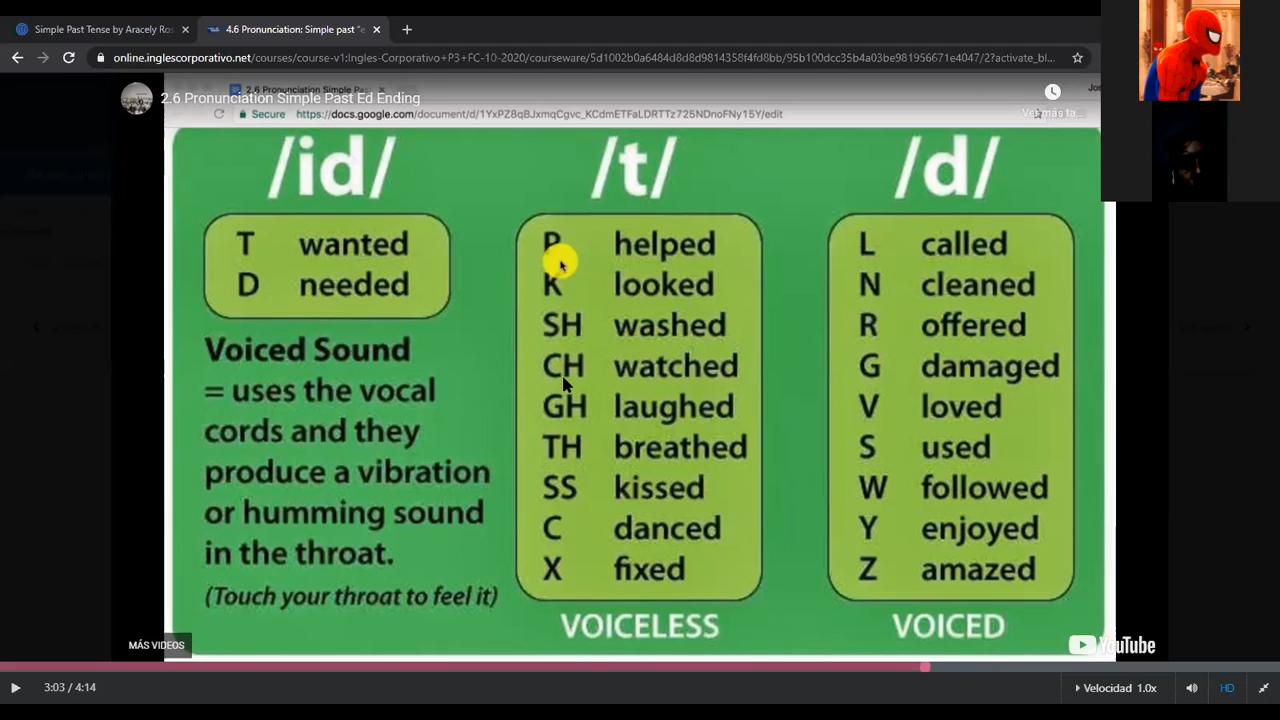 Simple Past Tense by Aracely Ros
4.6 Pronunciation: Simple past "e
online.inglescorporativo.net/courses/course-v1:Ingles-Corporativo+P3+FC-10-2020/courseware/5d1002b0a6484d8d8d9814358f4fd8bb/95b100dcc35b4a03be981956671e4047/2?activate_bl...
2.6 Pronunciation Simple Past Ed Ending
Secure https://docs.google.com/document/d/1YxPZ8qBJxmqCgvc_KCdmETFaLDRTTz725NDnoFNy15Y/edit
/id/
T wanted
D needed
Voiced Sound
= uses the vocal
cords and they
produce a vibration
or humming sound
in the throat.
(Touch your throat to feel it)
/t/
P helped
K looked
SH washed
CH watched
GH laughed
TH breathed
SS kissed
C danced
X fixed
VOICELESS
/d/
L called
N cleaned
R offered
G damaged
V loved
S used
W followed
Y enjoyed
Z amazed
VOICED
MÁS VIDEOS
YouTube
3:03 / 4:14
Velocidad 1.0x
HD